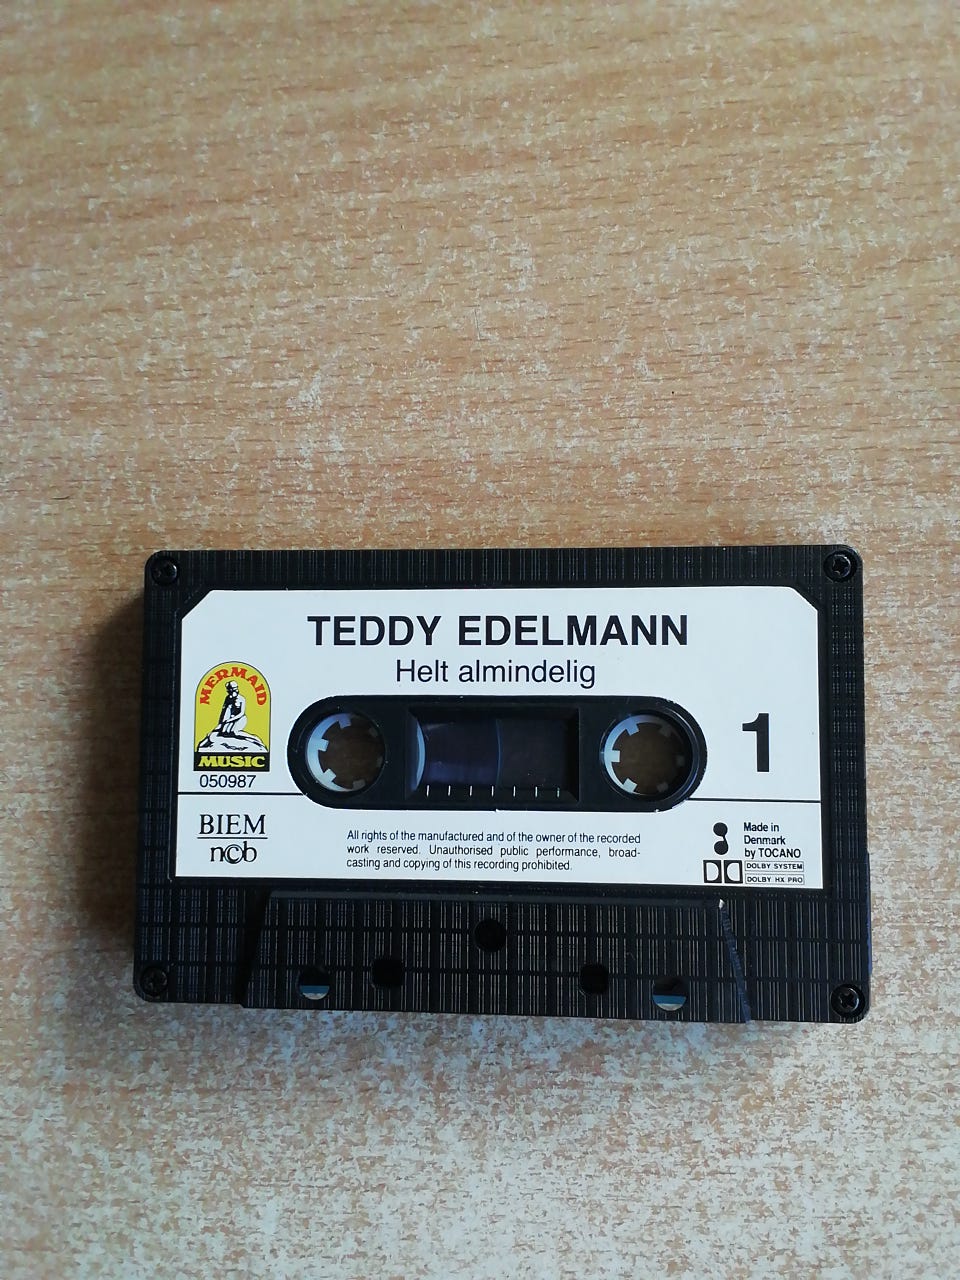 TEDDY EDELMANN
Helt almindelig
MERMAID
MUSIC
050987
1
BIEM
ncb
All rights of the manufactured and of the owner of the recorded
work reserved. Unauthorised public performance, broad-
casting and copying of this recording prohibited.
Made in
Denmark
by TOCANO
DOLBY SYSTEM
DOLBY HX PRO